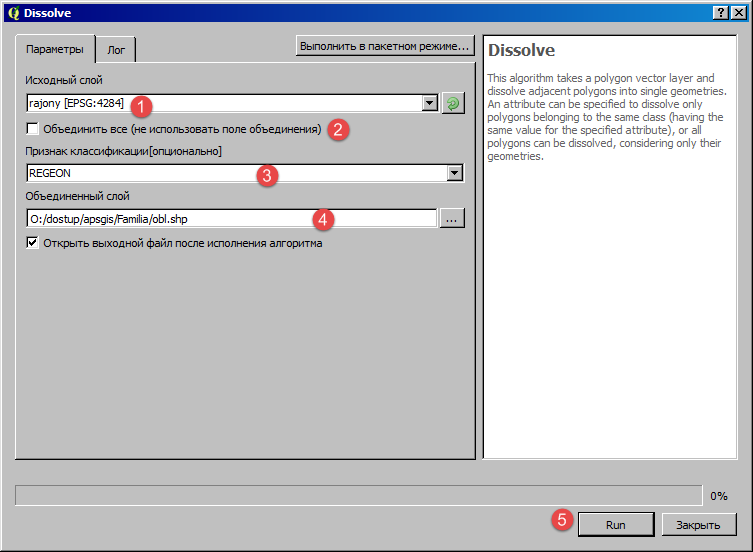 Dissolve
Параметры
Лог
Выполнить в пакетном режиме...
Исходный слой
rajony [EPSG:4284]
1
Объединить все (не использовать поле объединения)
2
Признак классификации[опционально]
REGEON
3
Объединенный слой
O:/dostup/apsgis/Familia/obl.shp
4
...
Открыть выходной файл после исполнения алгоритма
Dissolve
This algorithm takes a polygon vector layer and
dissolve adjacent polygons into single geometries.
An attribute can be specified to dissolve only
polygons belonging to the same class (having the
same value for the specified attribute), or all
polygons can be dissolved, considering only their
geometries.
0%
5
Run
Закрыть